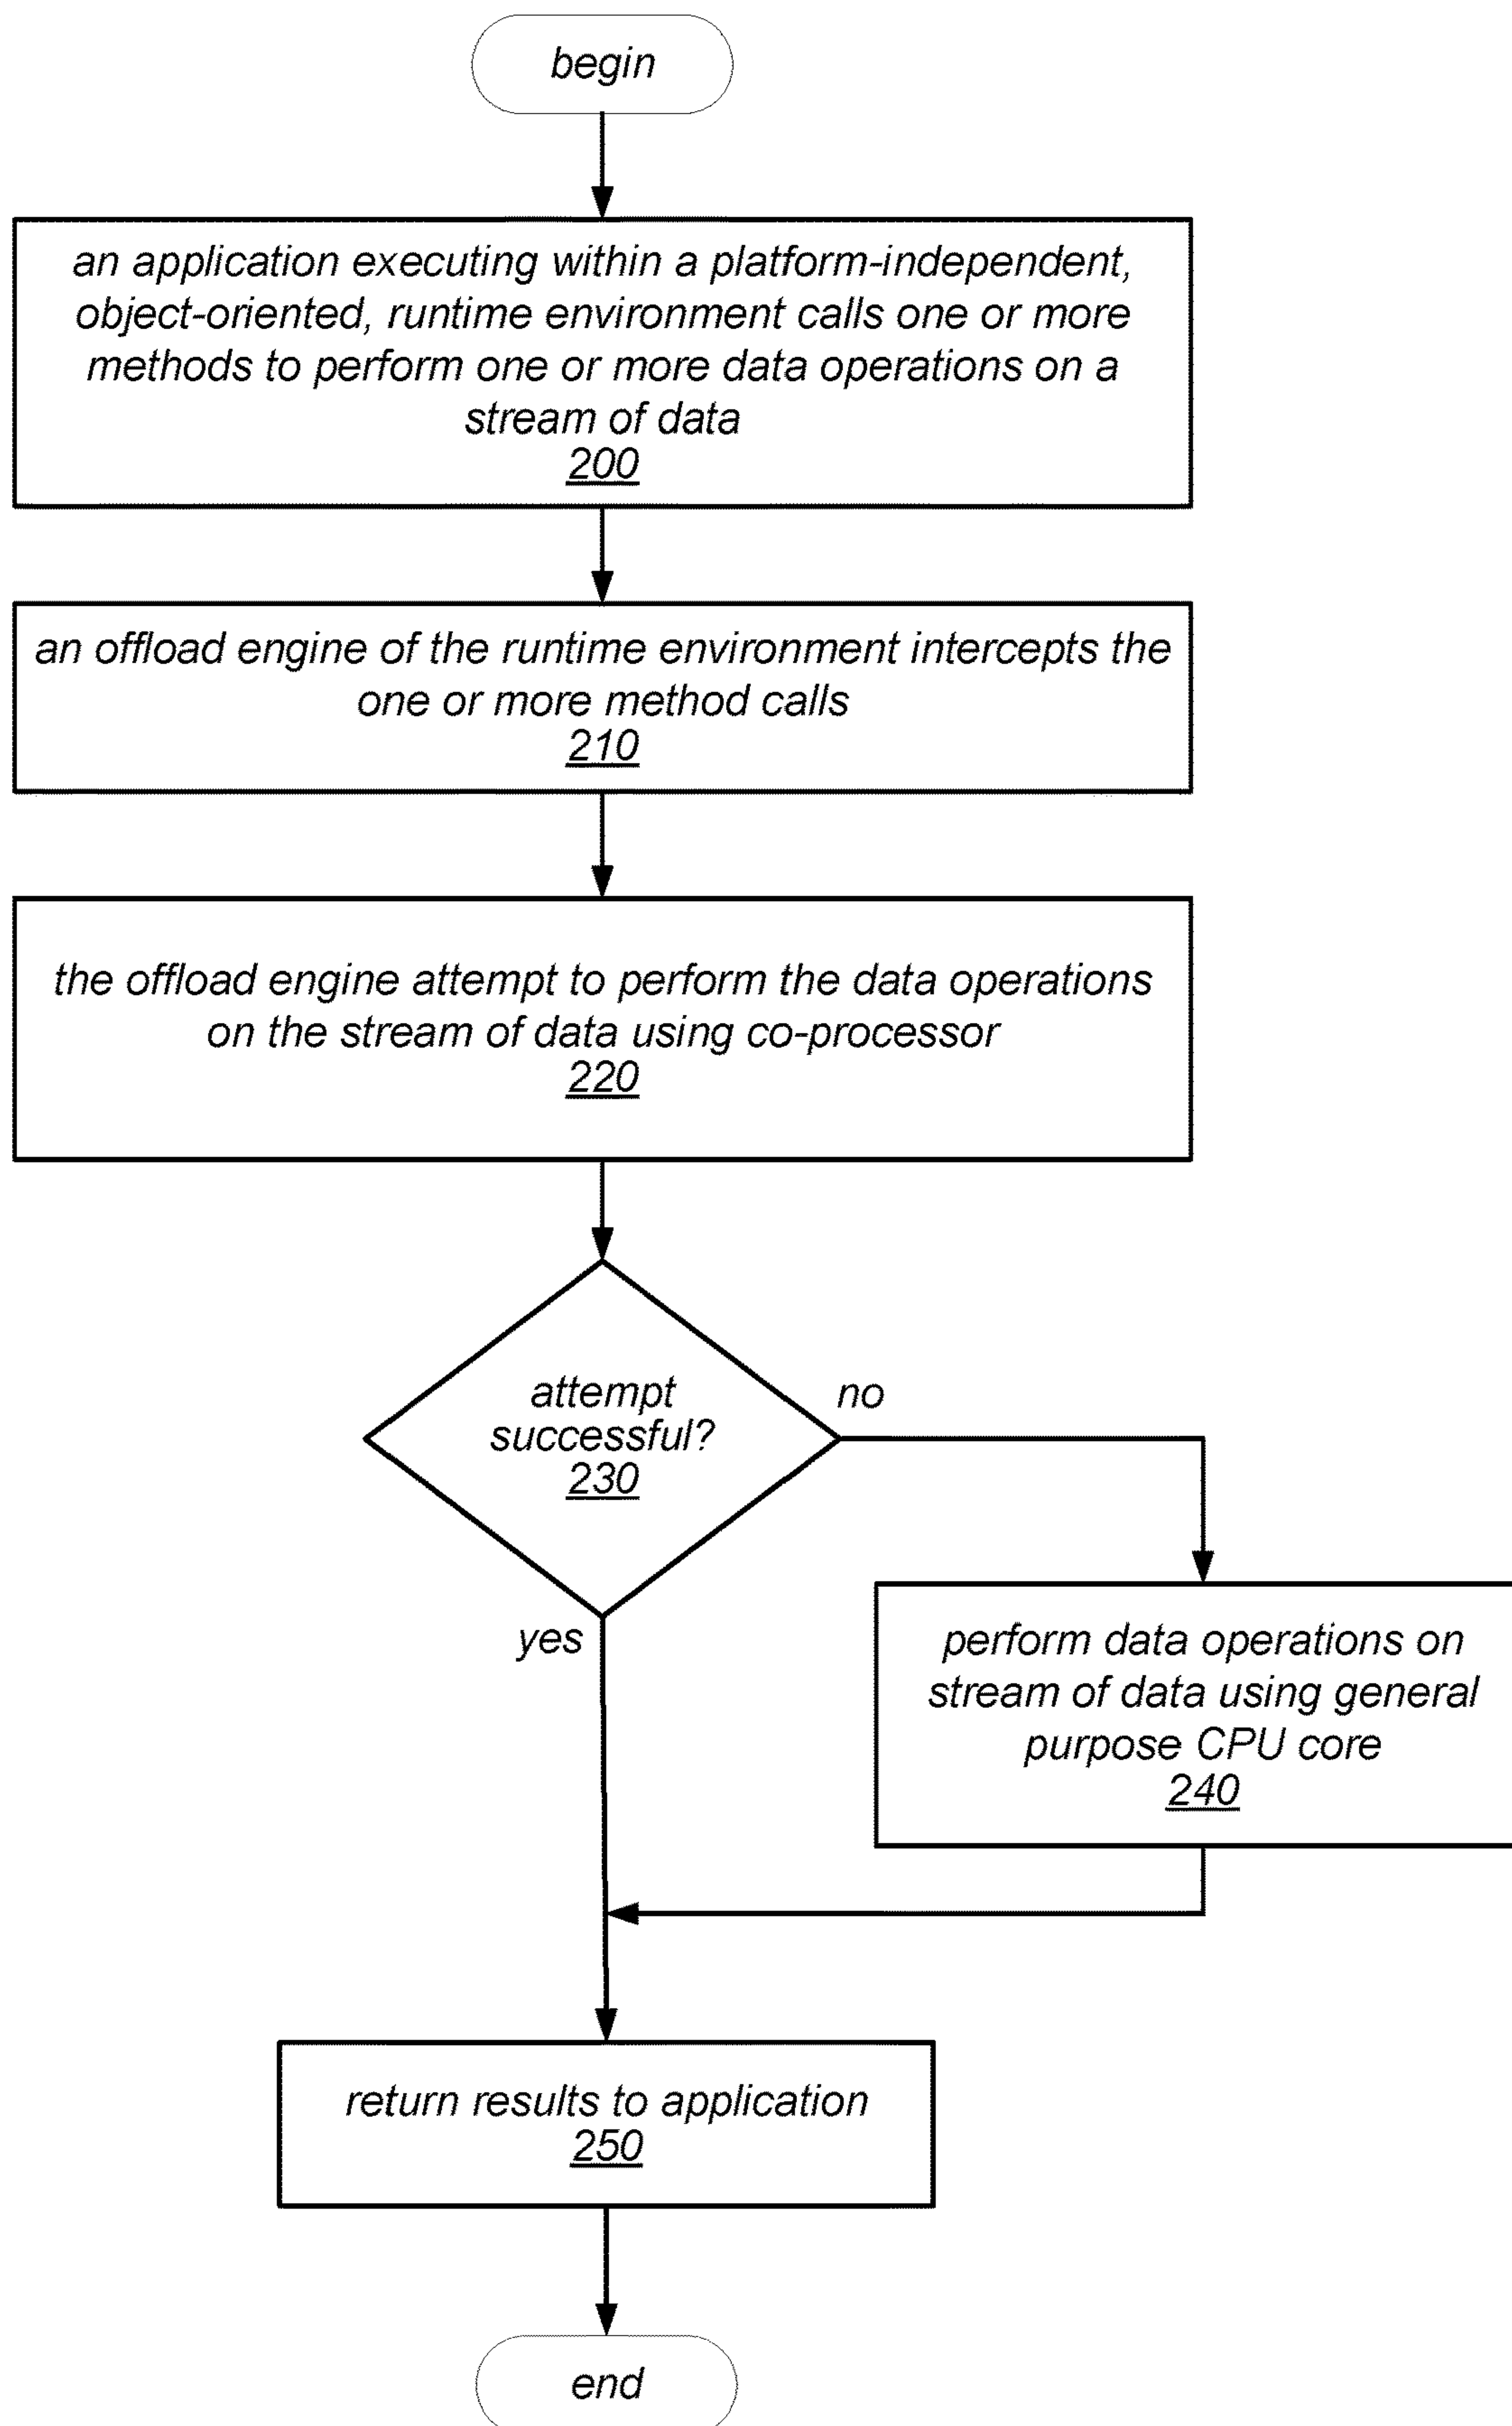 begin
an application executing within a platform-independent,
object-oriented, runtime environment calls one or more
methods to perform one or more data operations on a
stream of data
200
an offload engine of the runtime environment intercepts the
one or more method calls
210
the offload engine attempt to perform the data operations
on the stream of data using co-processor
220
attempt
successful?
230
no
yes
perform data operations on
stream of data using general
purpose CPU core
240
return results to application
250
end